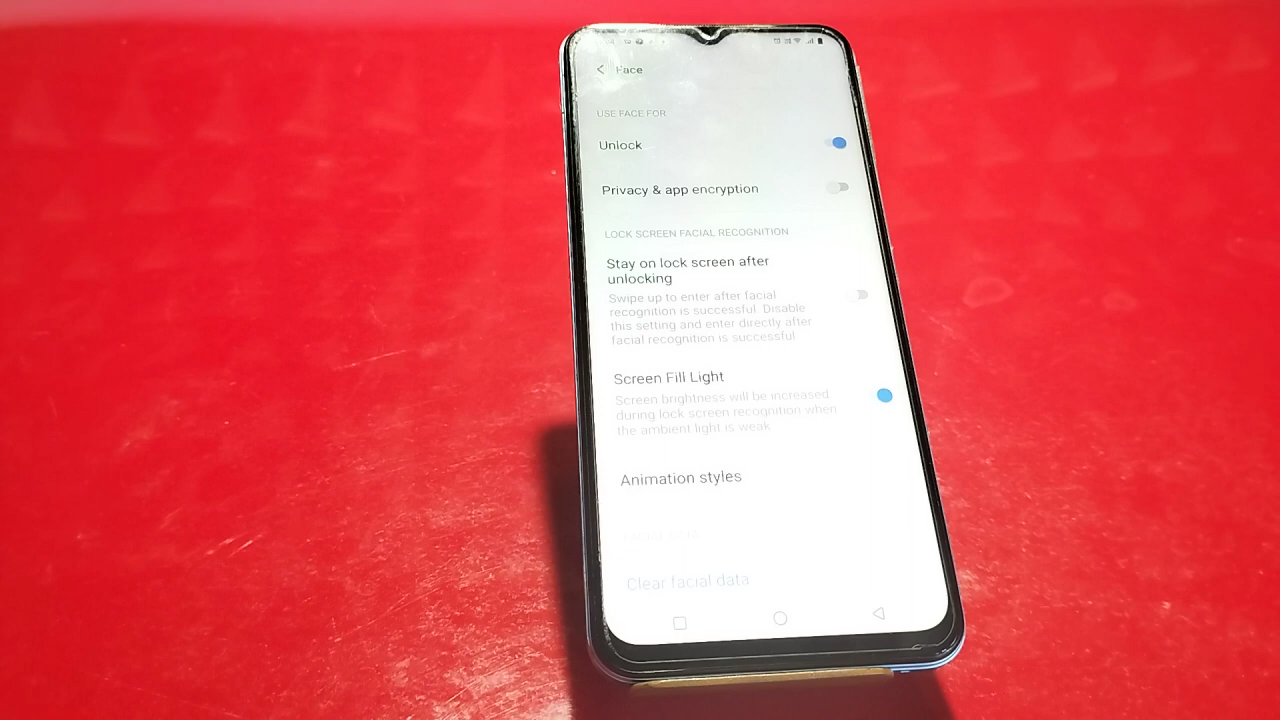 Face
USE FACE FOR
Unlock
Privacy & app encryption
LOCK SCREEN FACIAL RECOGNITION
Stay on lock screen after
unlocking
Swipe up to enter after facial
recognition is successful. Disable
this setting and enter directly after
facial recognition is successful
Screen Fill Light
Screen brightness will be increased
during lock screen recognition when
the ambient light is weak
Animation styles
Clear facial data